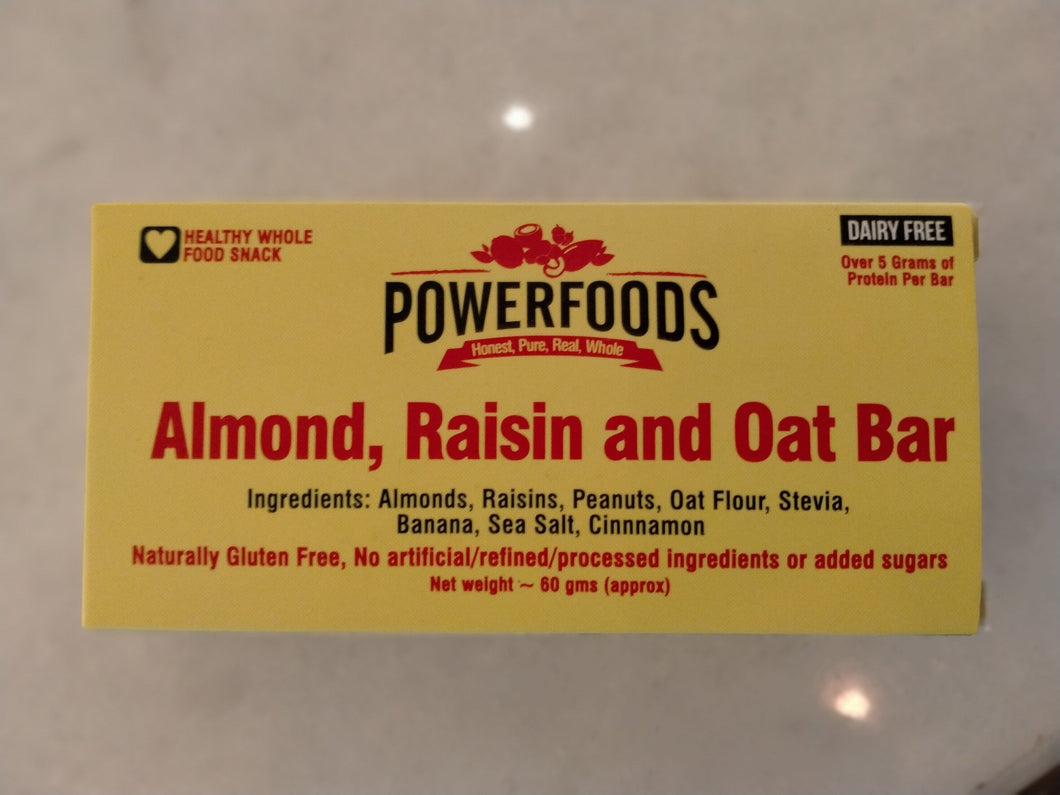 HEALTHY WHOLE
FOOD SNACK
DAIRY FREE
Over 5 Grams of
Protein Per Bar
POWERFOODS
Honest, Pure, Real, Whole
Almond, Raisin and Oat Bar
Ingredients: Almonds, Raisins, Peanuts, Oat Flour, Stevia,
Banana, Sea Salt, Cinnnamon
Naturally Gluten Free, No artificial/refined/processed ingredients or added sugars
Net weight ~ 60 gms (approx)